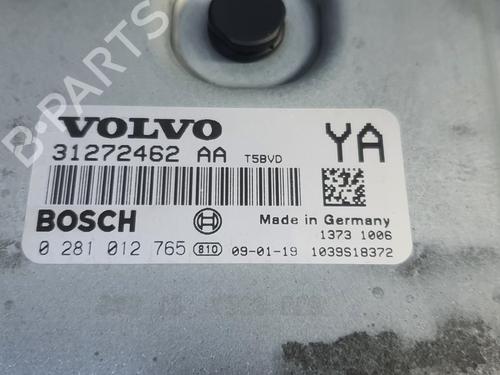 VOLVO YA
31272462 AA T5BVD
BOSCH Made in Germany
1373 1006
0 281 012 765 B10 09-01-19 1039S18372
B-PARTS